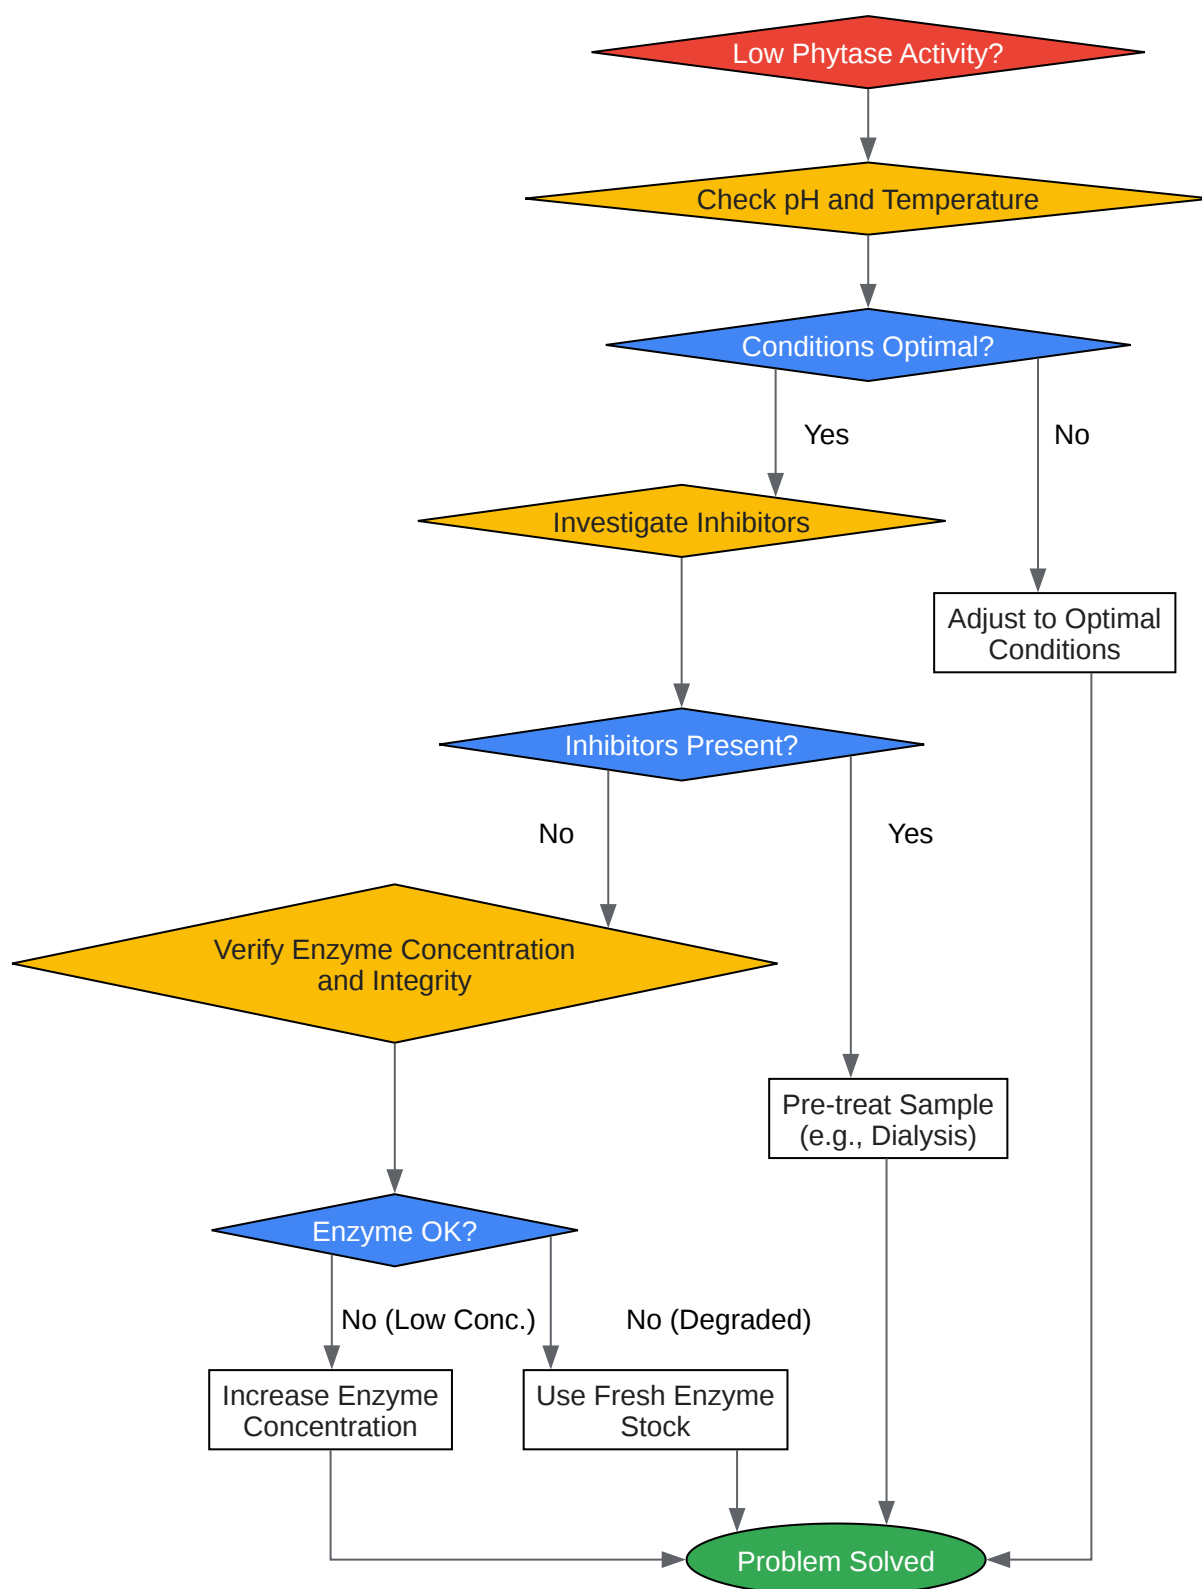 Low Phytase Activity?
Check pH and Temperature
Conditions Optimal?
Yes
No
Investigate Inhibitors
Adjust to Optimal
Conditions
Inhibitors Present?
No
Yes
Verify Enzyme Concentration
and Integrity
Pre-treat Sample
(e.g., Dialysis)
Enzyme OK?
No (Low Conc.)
No (Degraded)
Increase Enzyme
Concentration
Use Fresh Enzyme
Stock
Problem Solved